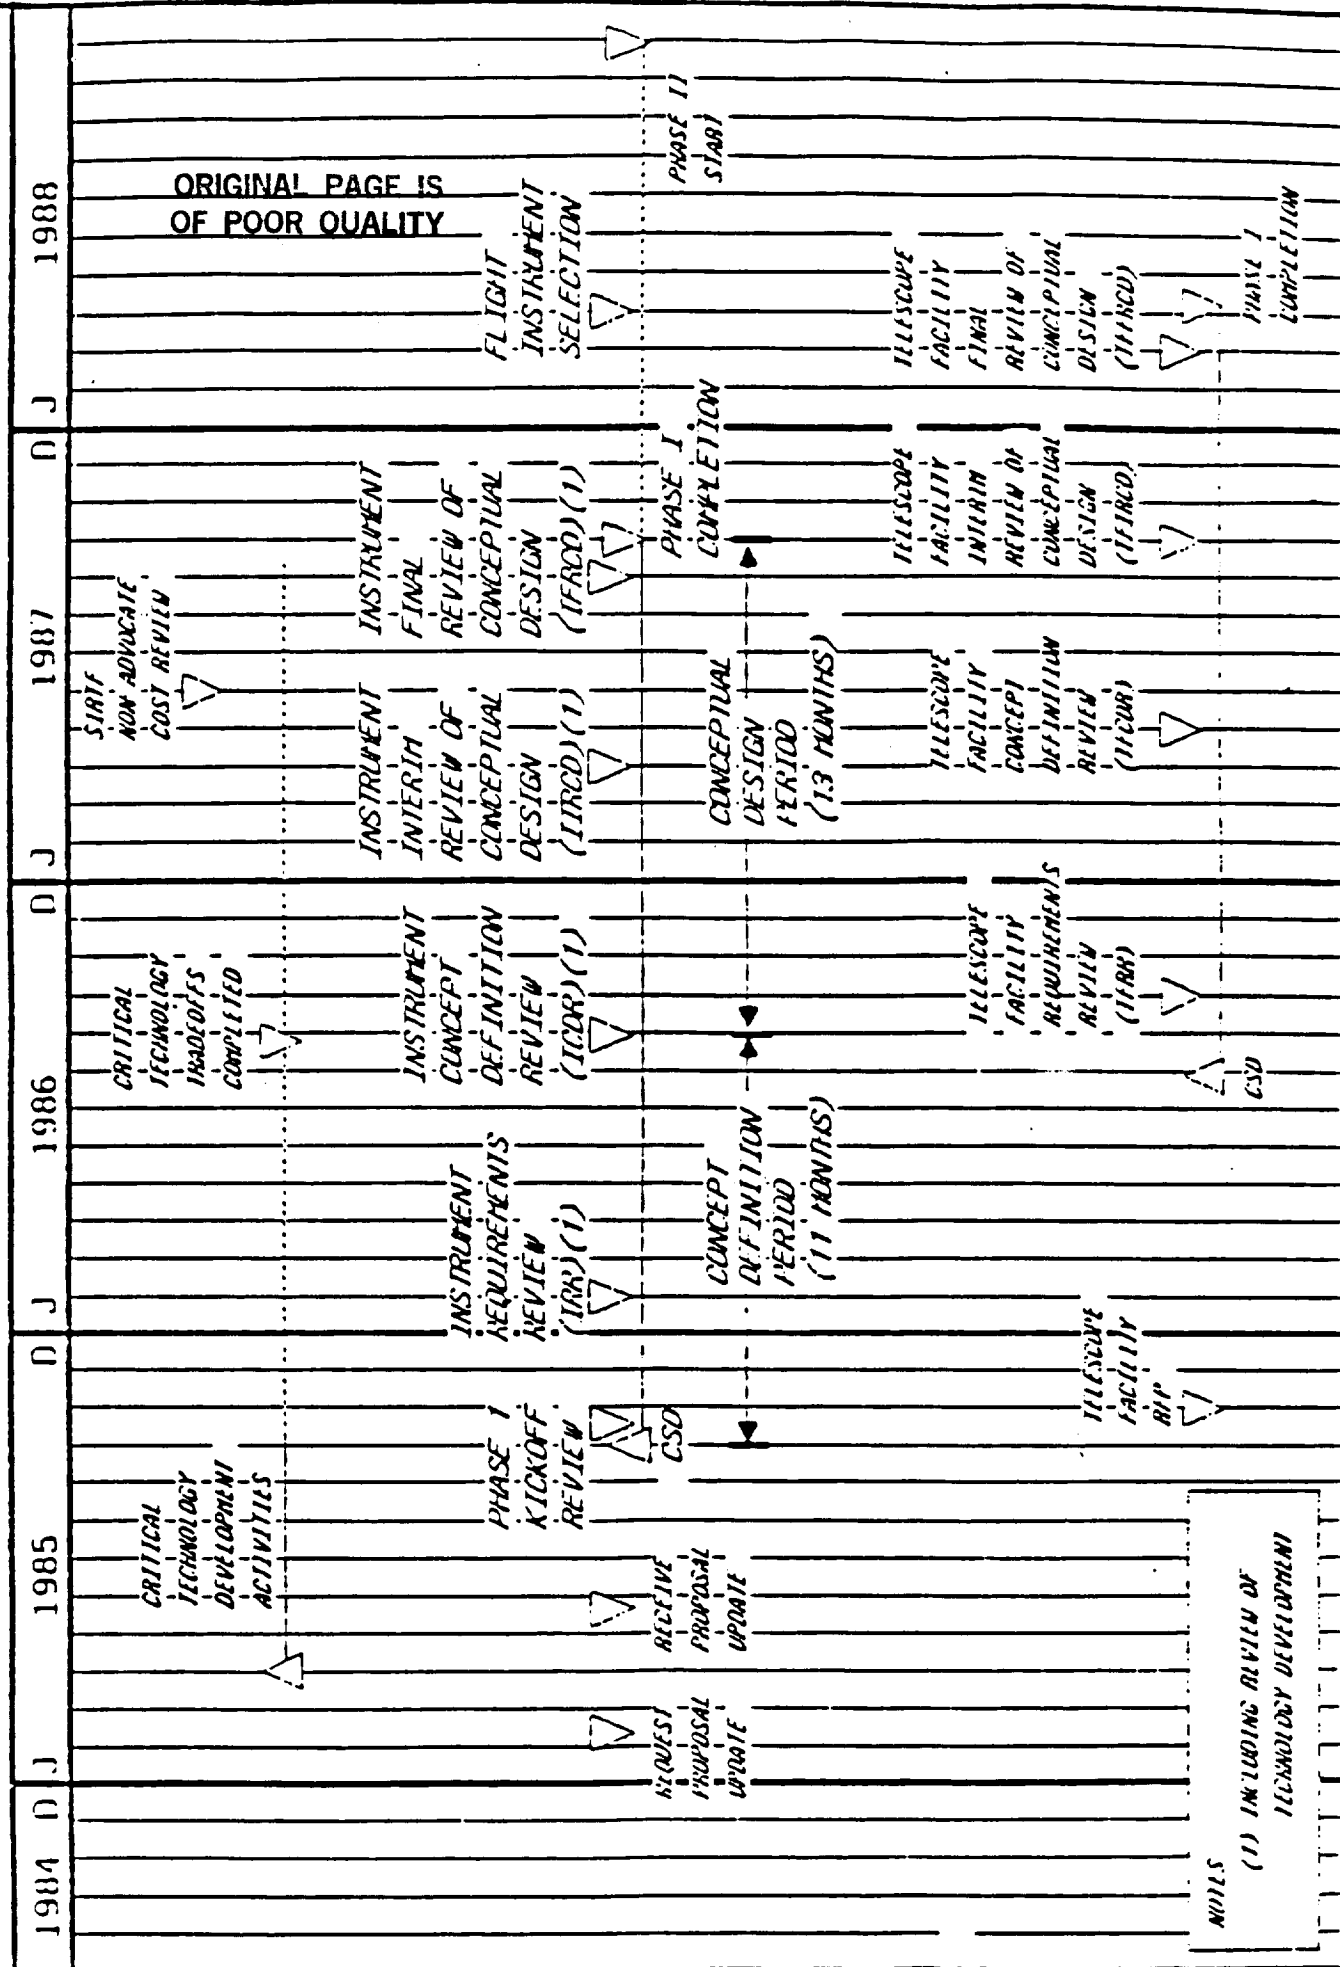 ORIGINAL PAGE IS
OF POOR QUALITY
1984
D
J
1985
D
J
1986
D
J
1987
D
J
1988
CRITICAL
TECHNOLOGY
DEVELOPMENT
ACTIVITIES
CRITICAL
TECHNOLOGY
TRADEOFFS
COMPLETED
SIRTF
NON ADVOCATE
COST REVIEW
PHASE 1
KICKOFF
REVIEW
INSTRUMENT
REQUIREMENTS
REVIEW
(IRR)(1)
INSTRUMENT
CONCEPT
DEFINITION
REVIEW
(ICDR)(1)
INSTRUMENT
INTERIM
REVIEW OF
CONCEPTUAL
DESIGN
(IIRCD)(1)
INSTRUMENT
FINAL
REVIEW OF
CONCEPTUAL
DESIGN
(IFRCD)(1)
FLIGHT
INSTRUMENT
SELECTION
REQUEST
PROPOSAL
UPDATE
RECEIVE
PROPOSAL
UPDATE
CSD
PHASE I
COMPLETION
PHASE II
START
CONCEPT
DEFINITION
PERIOD
(11 MONTHS)
CONCEPTUAL
DESIGN
PERIOD
(13 MONTHS)
TELESCOPE
FACILITY
RFP
TELESCOPE
FACILITY
REQUIREMENTS
REVIEW
(TFRR)
TELESCOPE
FACILITY
CONCEPT
DEFINITION
REVIEW
(TFCDR)
TELESCOPE
FACILITY
INTERIM
REVIEW OF
CONCEPTUAL
DESIGN
(TFIRCD)
TELESCOPE
FACILITY
FINAL
REVIEW OF
CONCEPTUAL
DESIGN
(TFFRCD)
CSD
PHASE I
COMPLETION
NOTES
(1) INCLUDING REVIEW OF
TECHNOLOGY DEVELOPMENT